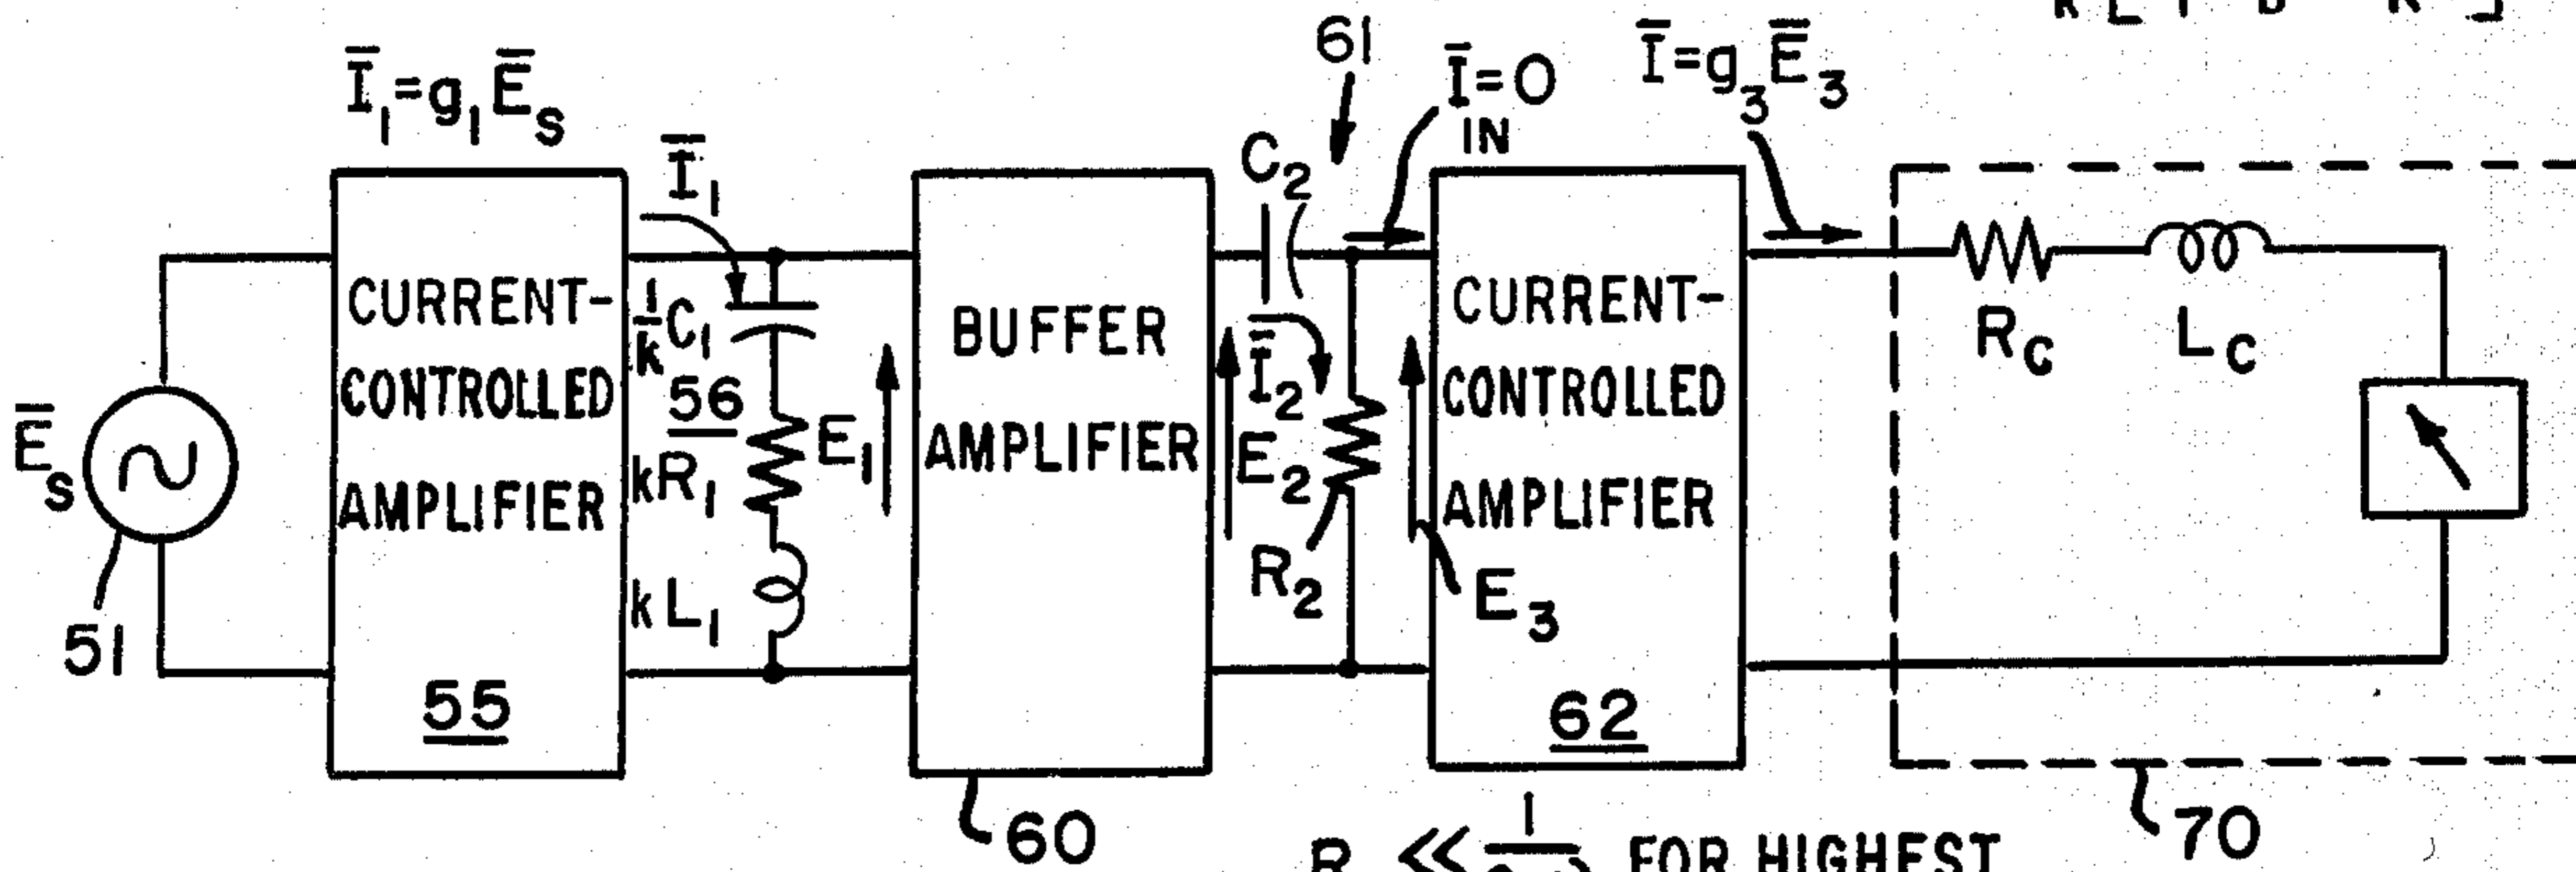 Ī₁=g₁Ē_S
Ī₁
61
Ī=0
IN
Ī=g₃Ē₃
C₂
CURRENT-
CONTROLLED
AMPLIFIER
55
1/k C₁
56
kR₁
kL₁
E₁
BUFFER
AMPLIFIER
60
Ī₂
E₂
R₂
CURRENT-
CONTROLLED
AMPLIFIER
62
E₃
R_C
L_C
Ē_S
51
70
FOR HIGHEST